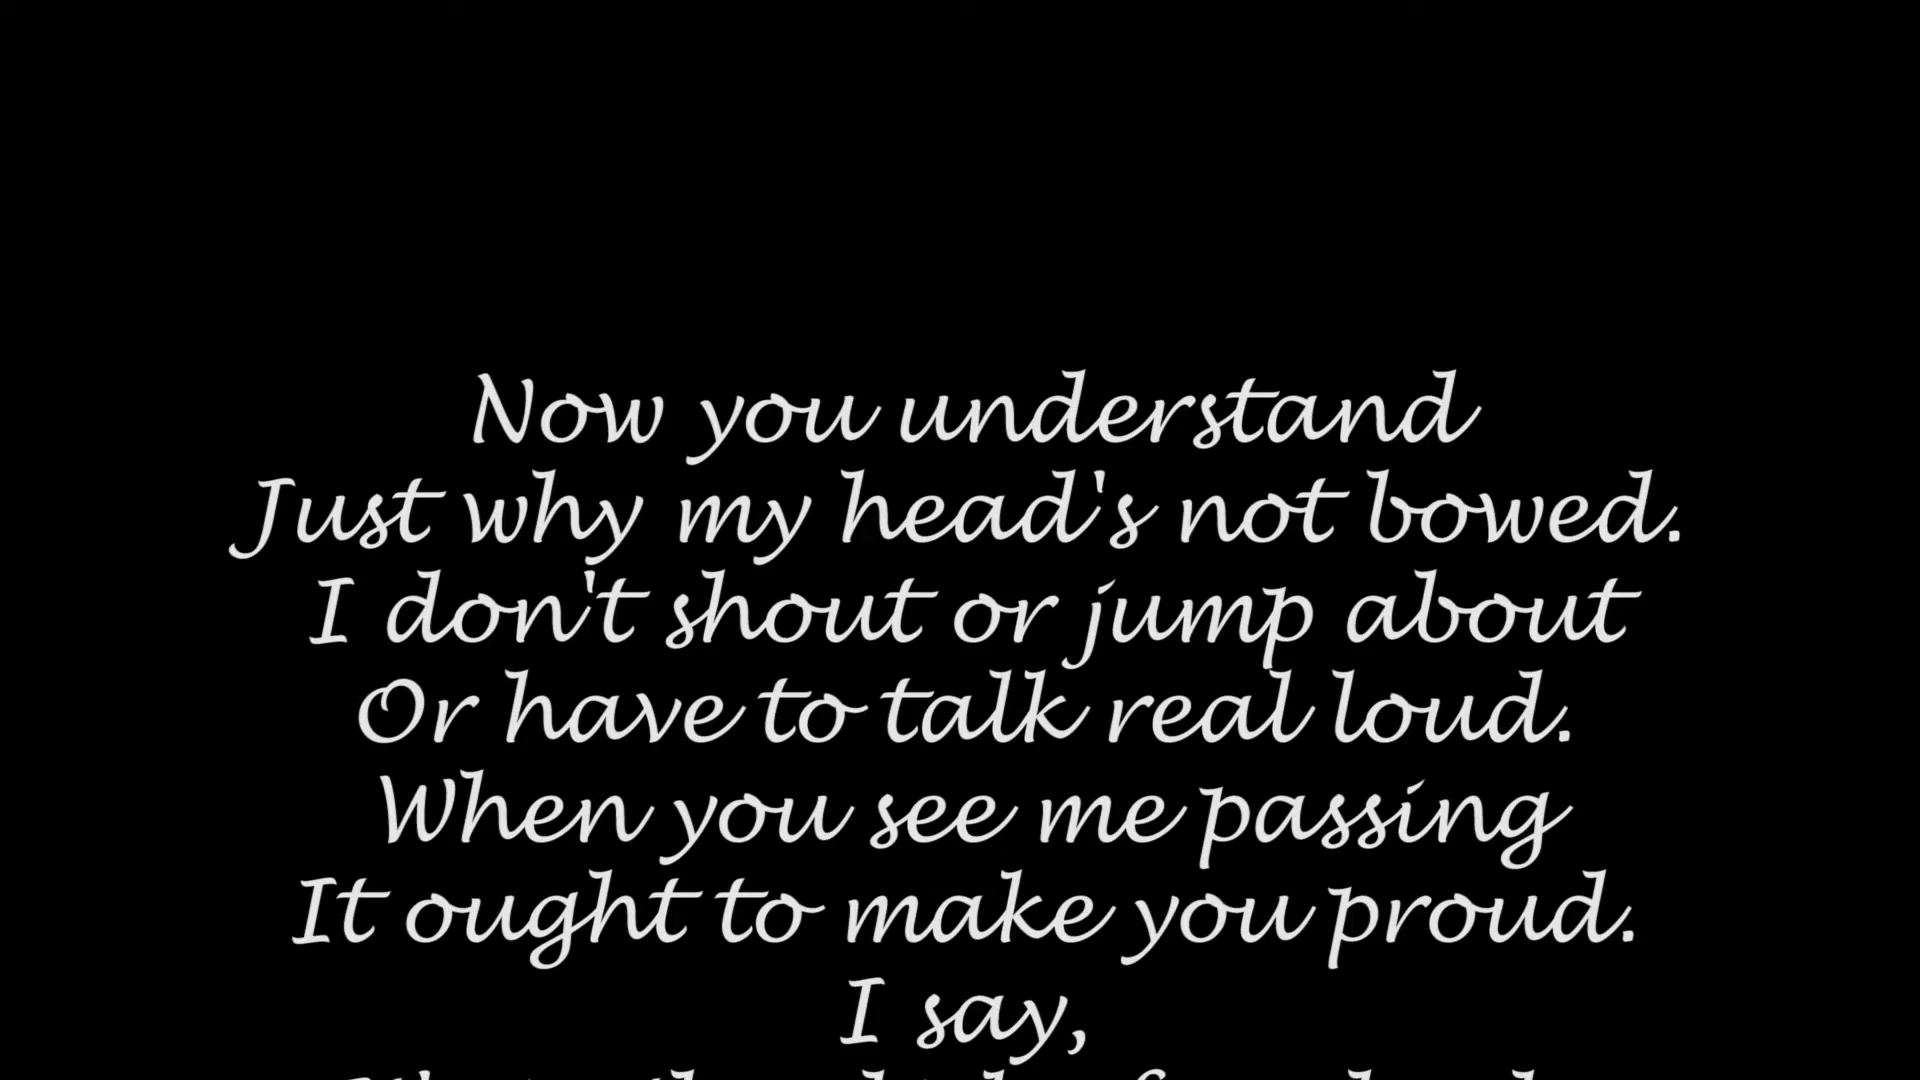 Now you understand
Just why my head's not bowed.
I don't shout or jump about
Or have to talk real loud.
When you see me passing
It ought to make you proud.
I say,